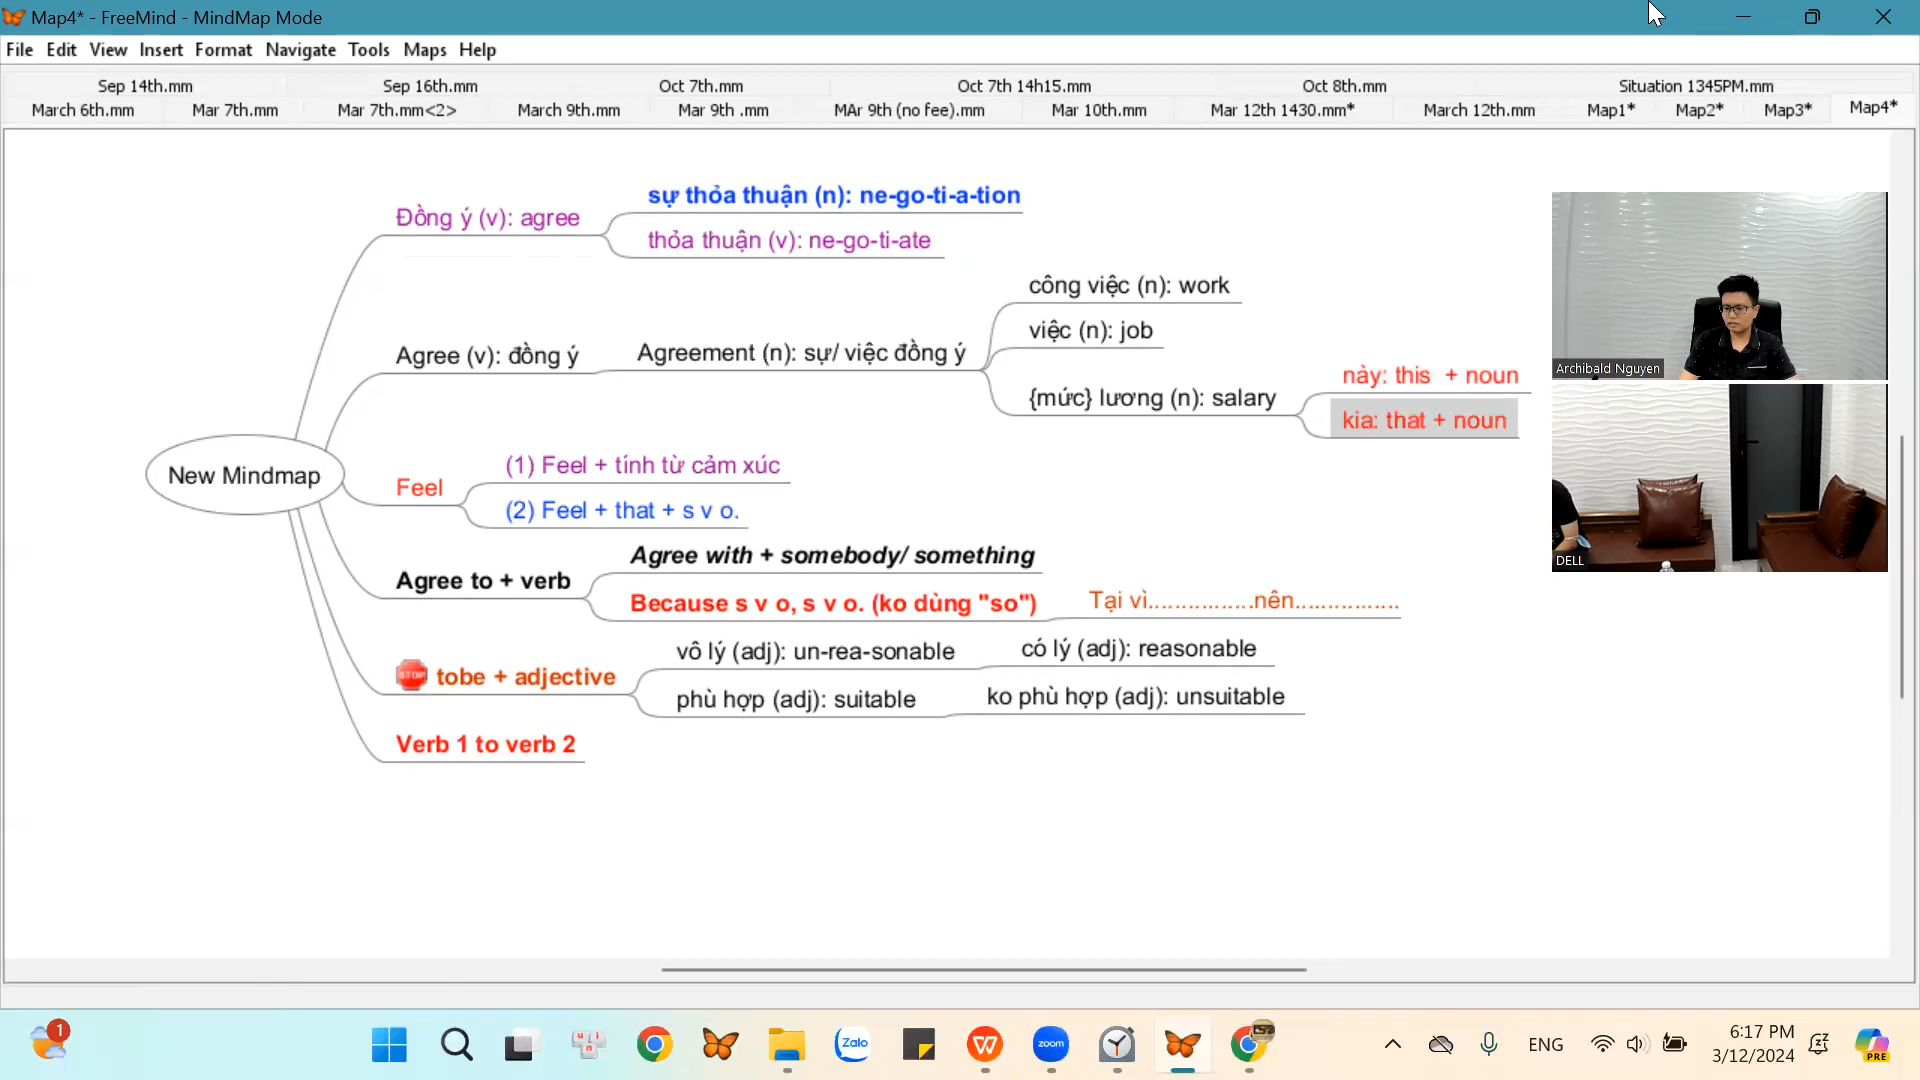 Map4* - FreeMind - MindMap Mode
File Edit View Insert Format Navigate Tools Maps Help
Sep 14th.mm Sep 16th.mm Oct 7th.mm Oct 7th 14h15.mm Oct 8th.mm Situation 1345PM.mm
March 6th.mm Mar 7th.mm Mar 7th.mm<2> March 9th.mm Mar 9th .mm MAr 9th (no fee).mm Mar 10th.mm Mar 12th 1430.mm* March 12th.mm Map1* Map2* Map3* Map4*
New Mindmap
Đồng ý (v): agree
sự thỏa thuận (n): ne-go-ti-a-tion
thỏa thuận (v): ne-go-ti-ate
Agree (v): đồng ý
Agreement (n): sự/ việc đồng ý
công việc (n): work
việc (n): job
{mức} lương (n): salary
này: this + noun
kia: that + noun
Feel
(1) Feel + tính từ cảm xúc
(2) Feel + that + s v o.
Agree to + verb
Agree with + somebody/ something
Because s v o, s v o. (ko dùng "so")
Tại vì................nên................
STOP tobe + adjective
vô lý (adj): un-rea-sonable
có lý (adj): reasonable
phù hợp (adj): suitable
ko phù hợp (adj): unsuitable
Verb 1 to verb 2
Archibald Nguyen
DELL
1
u i n
Zalo
zoom
ENG
6:17 PM
3/12/2024
PRE